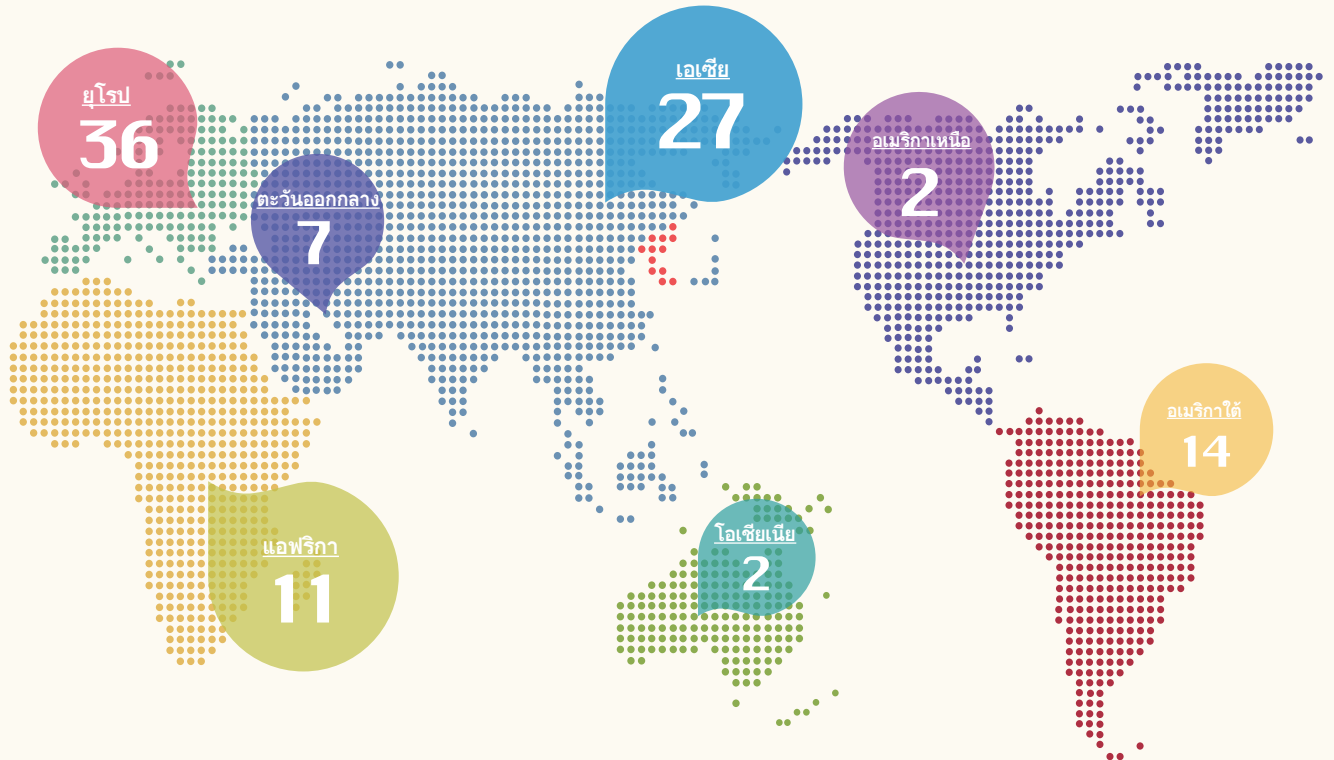 ยุโรป
36
ตะวันออกกลาง
7
เอเชีย
27
อเมริกาเหนือ
2
อเมริกาใต้
14
แอฟริกา
11
โอเชียเนีย
2